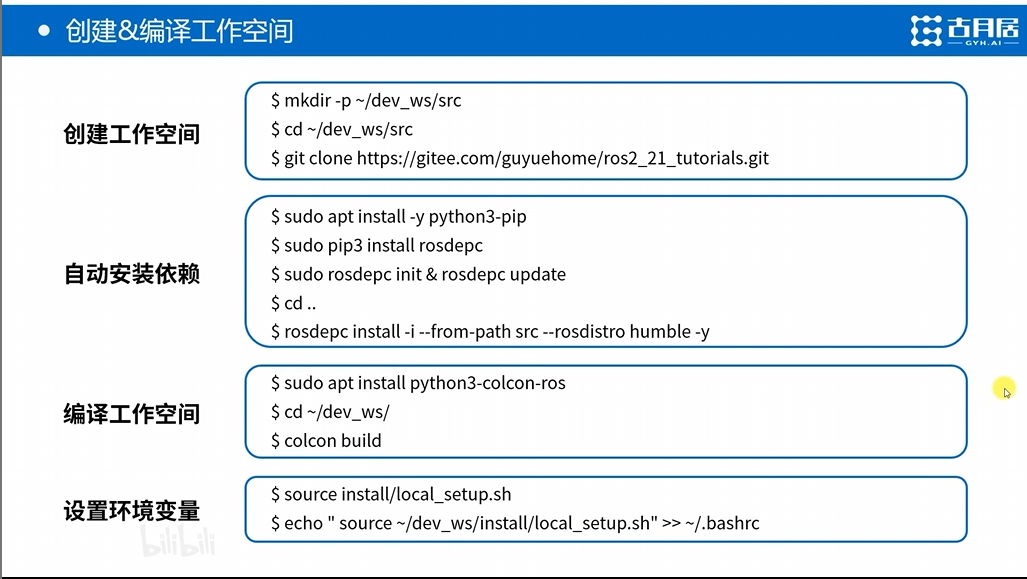 创建&编译工作空间
古月居
GYH.AI
创建工作空间
$ mkdir -p ~/dev_ws/src
$ cd ~/dev_ws/src
$ git clone https://gitee.com/guyuehome/ros2_21_tutorials.git
自动安装依赖
$ sudo apt install -y python3-pip
$ sudo pip3 install rosdepc
$ sudo rosdepc init & rosdepc update
$ cd ..
$ rosdepc install -i --from-path src --rosdistro humble -y
编译工作空间
$ sudo apt install python3-colcon-ros
$ cd ~/dev_ws/
$ colcon build
设置环境变量
$ source install/local_setup.sh
$ echo " source ~/dev_ws/install/local_setup.sh" >> ~/.bashrc
bilibili